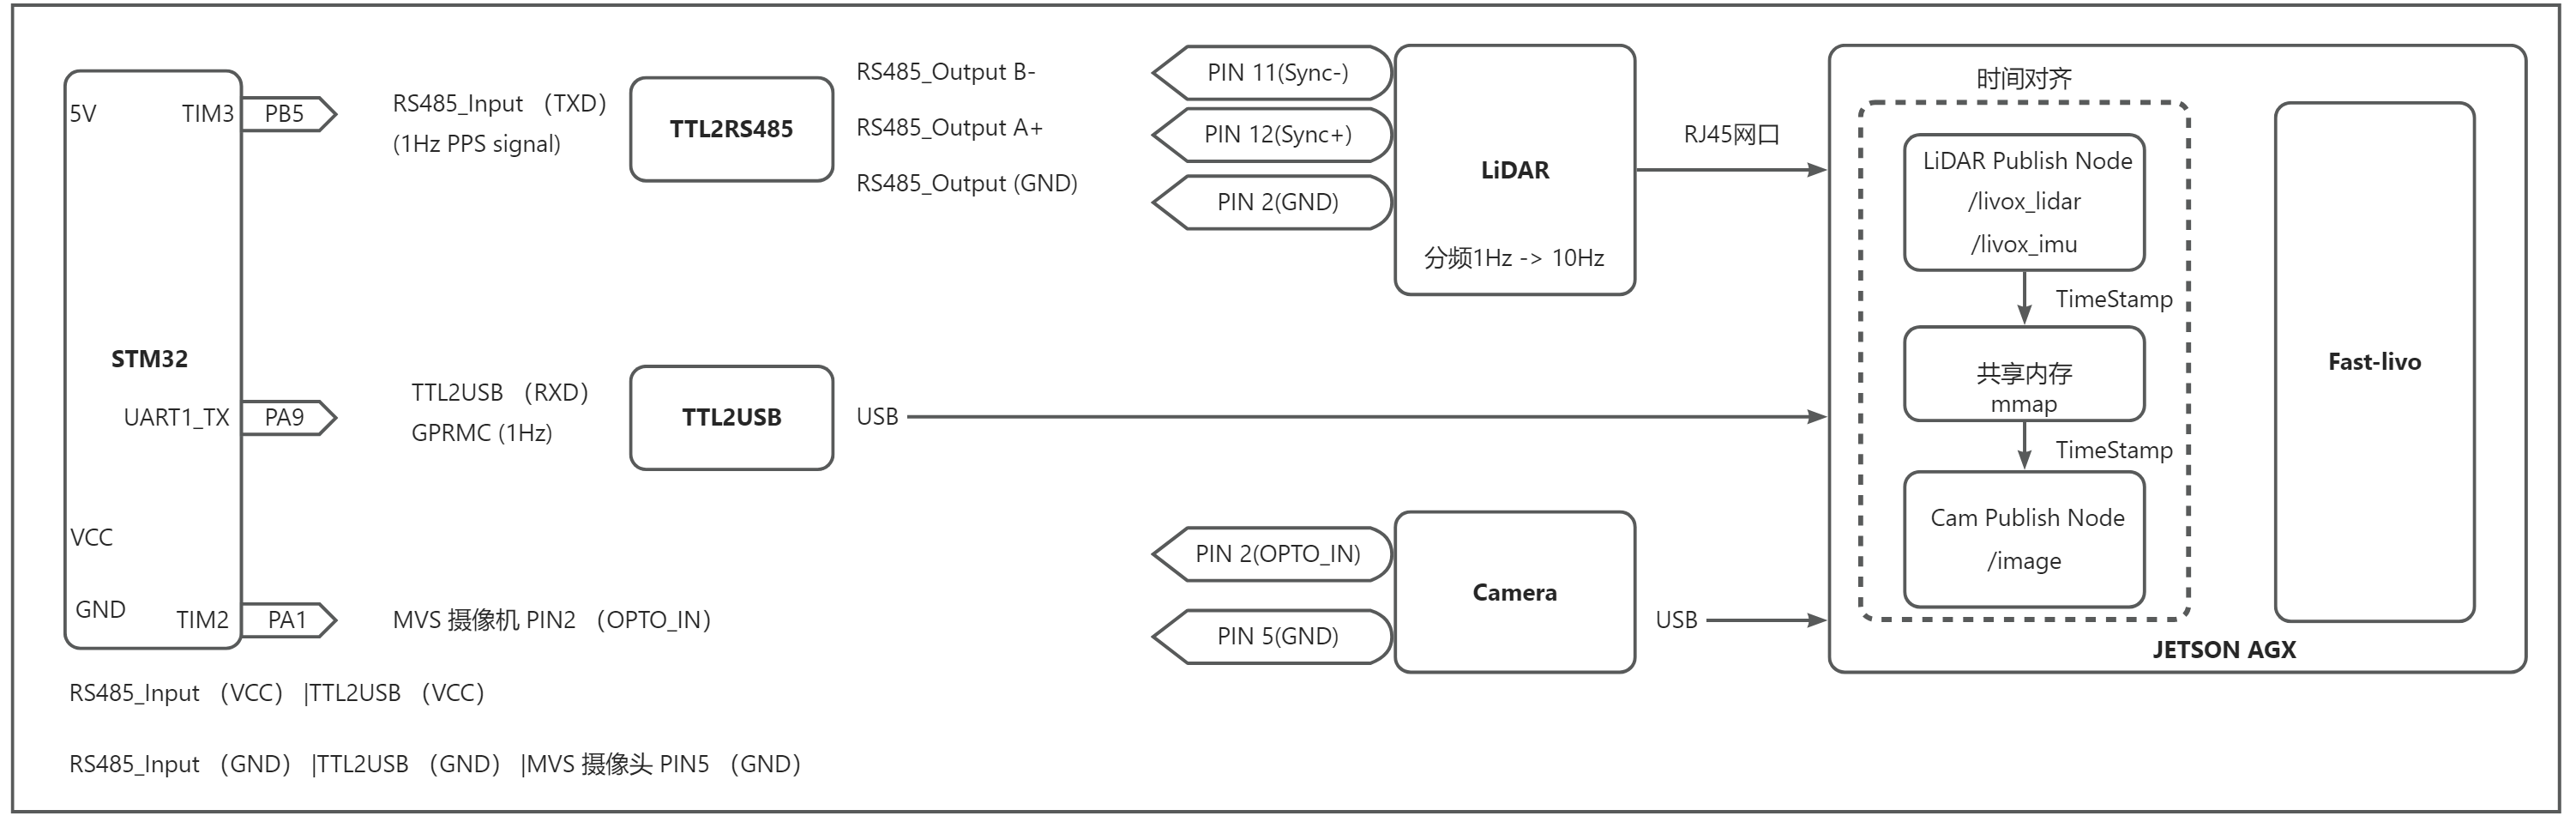 5V
TIM3
PB5
STM32
UART1_TX
PA9
VCC
GND
TIM2
PA1
RS485_Input （TXD）
(1Hz PPS signal)
TTL2RS485
RS485_Output B-
RS485_Output A+
RS485_Output (GND)
PIN 11(Sync-)
PIN 12(Sync+)
PIN 2(GND)
LiDAR
分频1Hz -> 10Hz
RJ45网口
TTL2USB （RXD）
GPRMC (1Hz)
TTL2USB
USB
MVS 摄像机 PIN2 （OPTO_IN）
PIN 2(OPTO_IN)
PIN 5(GND)
Camera
USB
时间对齐
LiDAR Publish Node
/livox_lidar
/livox_imu
TimeStamp
共享内存
mmap
TimeStamp
Cam Publish Node
/image
Fast-livo
JETSON AGX
RS485_Input （VCC） |TTL2USB （VCC）
RS485_Input （GND） |TTL2USB （GND） |MVS 摄像头 PIN5 （GND）